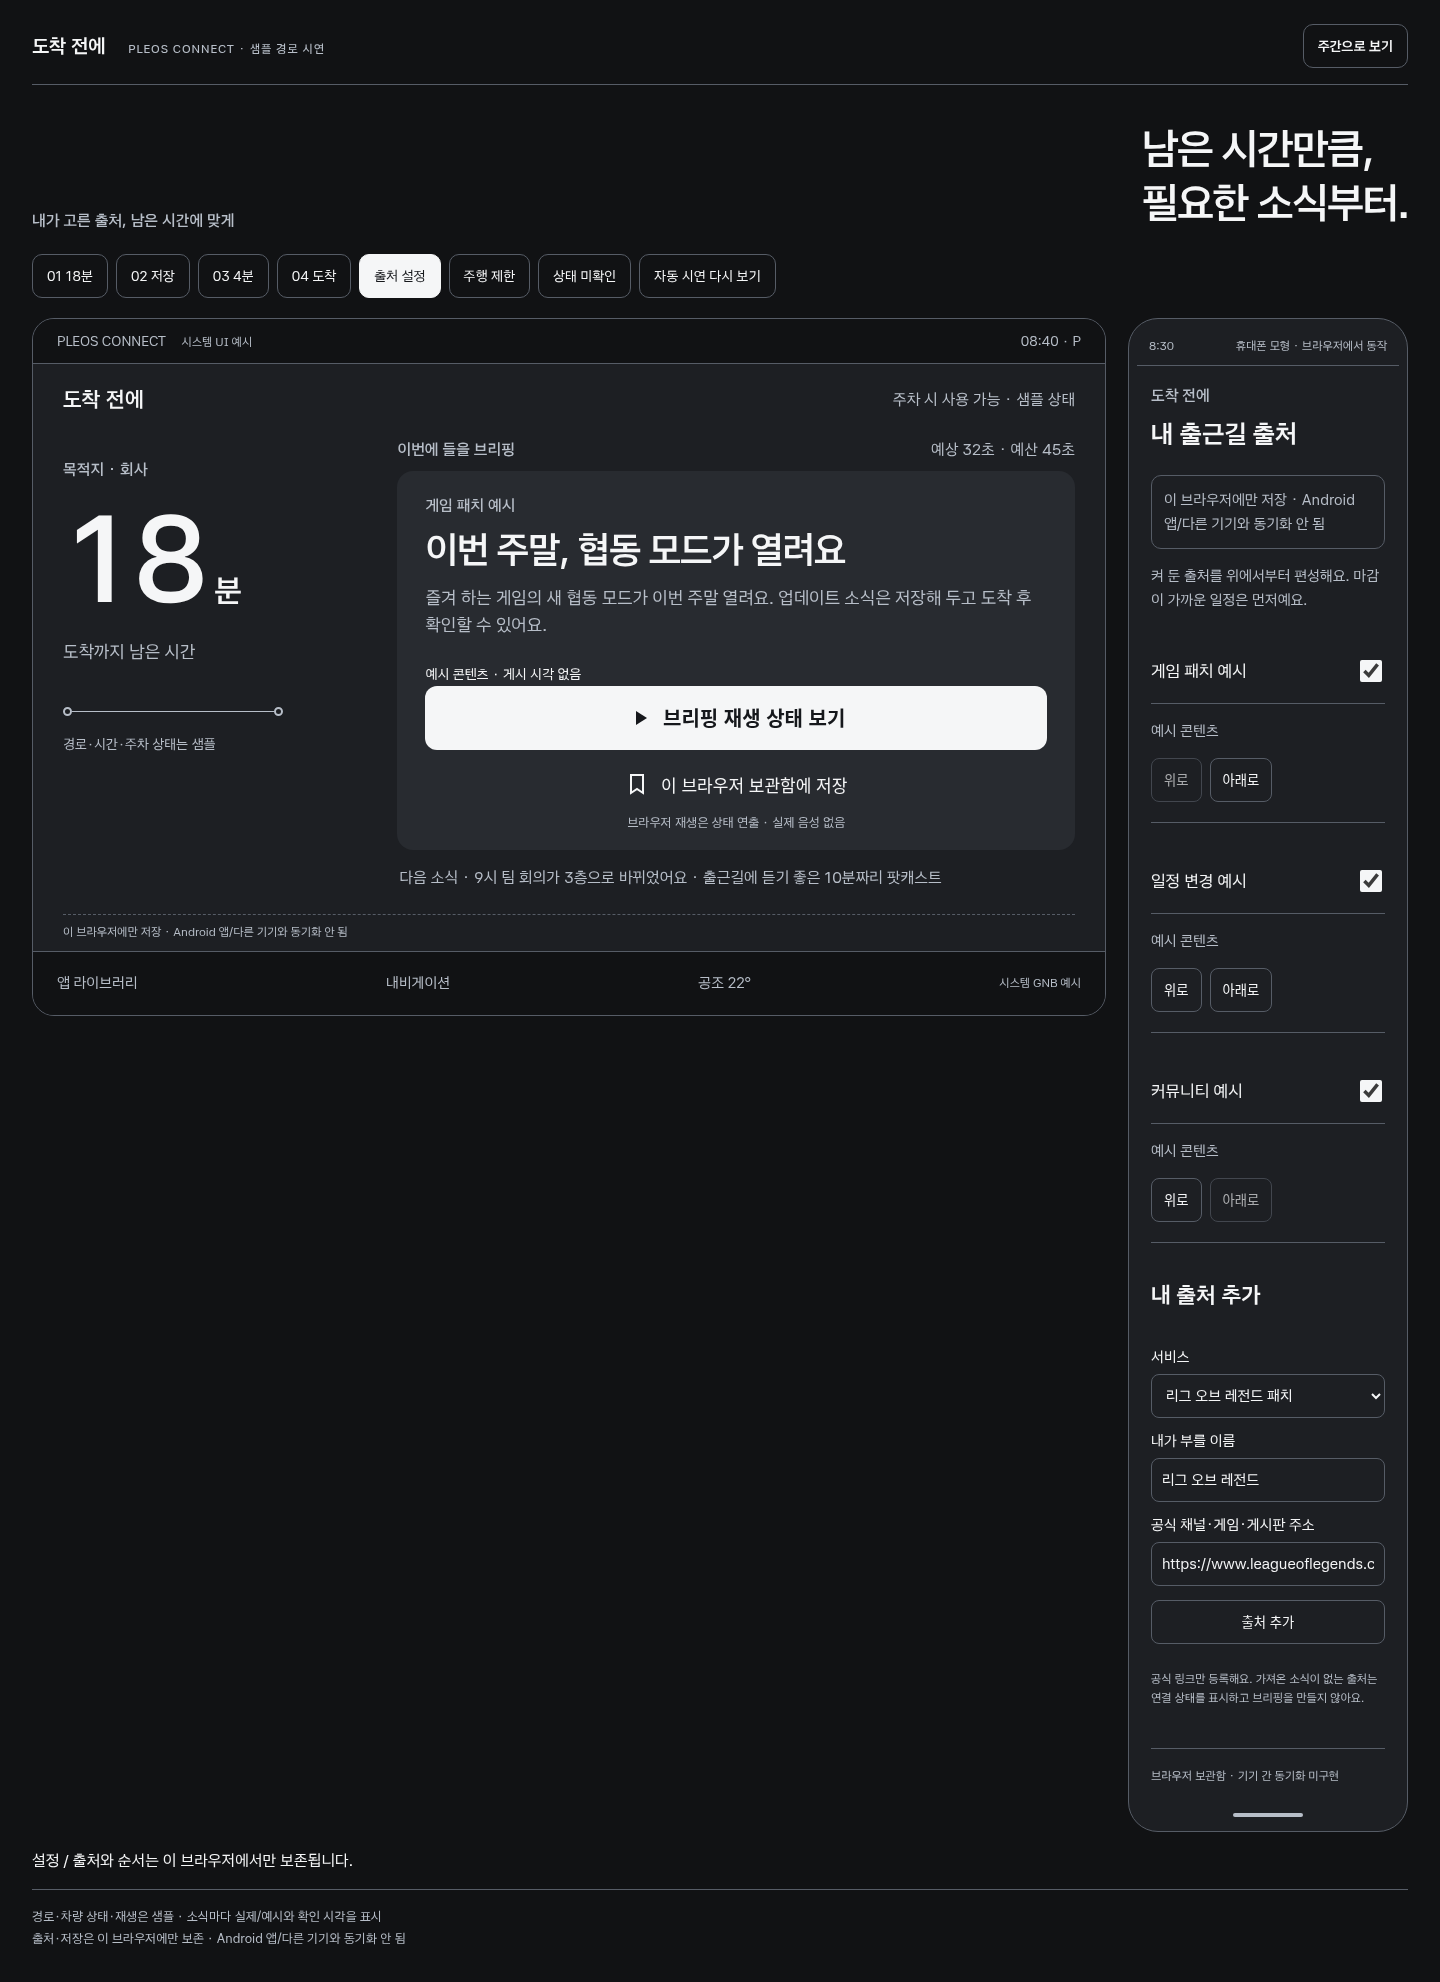 도착 전에
PLEOS CONNECT · 샘플 경로 시연
주간으로 보기
남은 시간만큼,
필요한 소식부터.
내가 고른 출처, 남은 시간에 맞게
01 18분
02 저장
03 4분
04 도착
출처 설정
주행 제한
상태 미확인
자동 시연 다시 보기
PLEOS CONNECT 시스템 UI 예시
08:40 · P
도착 전에
주차 시 사용 가능 · 샘플 상태
목적지 · 회사
18분
도착까지 남은 시간
경로·시간·주차 상태는 샘플
이번에 들을 브리핑
예상 32초 · 예산 45초
게임 패치 예시
이번 주말, 협동 모드가 열려요
즐겨 하는 게임의 새 협동 모드가 이번 주말 열려요. 업데이트 소식은 저장해 두고 도착 후
확인할 수 있어요.
예시 콘텐츠 · 게시 시각 없음
브리핑 재생 상태 보기
이 브라우저 보관함에 저장
브라우저 재생은 상태 연출 · 실제 음성 없음
다음 소식 · 9시 팀 회의가 3층으로 바뀌었어요 · 출근길에 듣기 좋은 10분짜리 팟캐스트
이 브라우저에만 저장 · Android 앱/다른 기기와 동기화 안 됨
앱 라이브러리
내비게이션
공조 22°
시스템 GNB 예시
8:30
휴대폰 모형 · 브라우저에서 동작
도착 전에
내 출근길 출처
이 브라우저에만 저장 · Android
앱/다른 기기와 동기화 안 됨
켜 둔 출처를 위에서부터 편성해요. 마감
이 가까운 일정은 먼저예요.
게임 패치 예시
예시 콘텐츠
위로
아래로
일정 변경 예시
예시 콘텐츠
위로
아래로
커뮤니티 예시
예시 콘텐츠
위로
아래로
내 출처 추가
서비스
리그 오브 레전드 패치
내가 부를 이름
리그 오브 레전드
공식 채널·게임·게시판 주소
https://www.leagueoflegends.c
출처 추가
공식 링크만 등록해요. 가져온 소식이 없는 출처는
연결 상태를 표시하고 브리핑을 만들지 않아요.
브라우저 보관함 · 기기 간 동기화 미구현
설정 / 출처와 순서는 이 브라우저에서만 보존됩니다.
경로·차량 상태·재생은 샘플 · 소식마다 실제/예시와 확인 시각을 표시
출처·저장은 이 브라우저에만 보존 · Android 앱/다른 기기와 동기화 안 됨